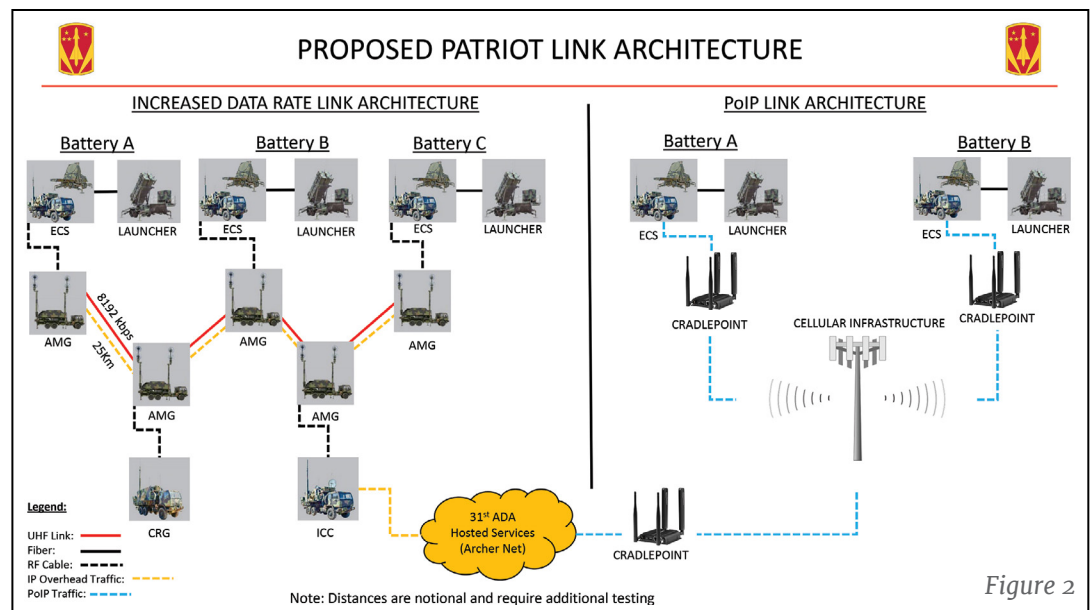 PROPOSED PATRIOT LINK ARCHITECTURE
INCREASED DATA RATE LINK ARCHITECTURE
Battery A
Battery B
Battery C
ECS
LAUNCHER
ECS
LAUNCHER
ECS
LAUNCHER
8192 kbps
25Km
AMG
AMG
AMG
AMG
AMG
CRG
ICC
PoIP LINK ARCHITECTURE
Battery A
Battery B
ECS
LAUNCHER
ECS
LAUNCHER
CRADLEPOINT
CRADLEPOINT
CELLULAR INFRASTRUCTURE
31st ADA
Hosted Services
(Archer Net)
CRADLEPOINT
Legend:
UHF Link:
Fiber:
RF Cable:
IP Overhead Traffic:
PoIP Traffic:
Note: Distances are notional and require additional testing
Figure 2